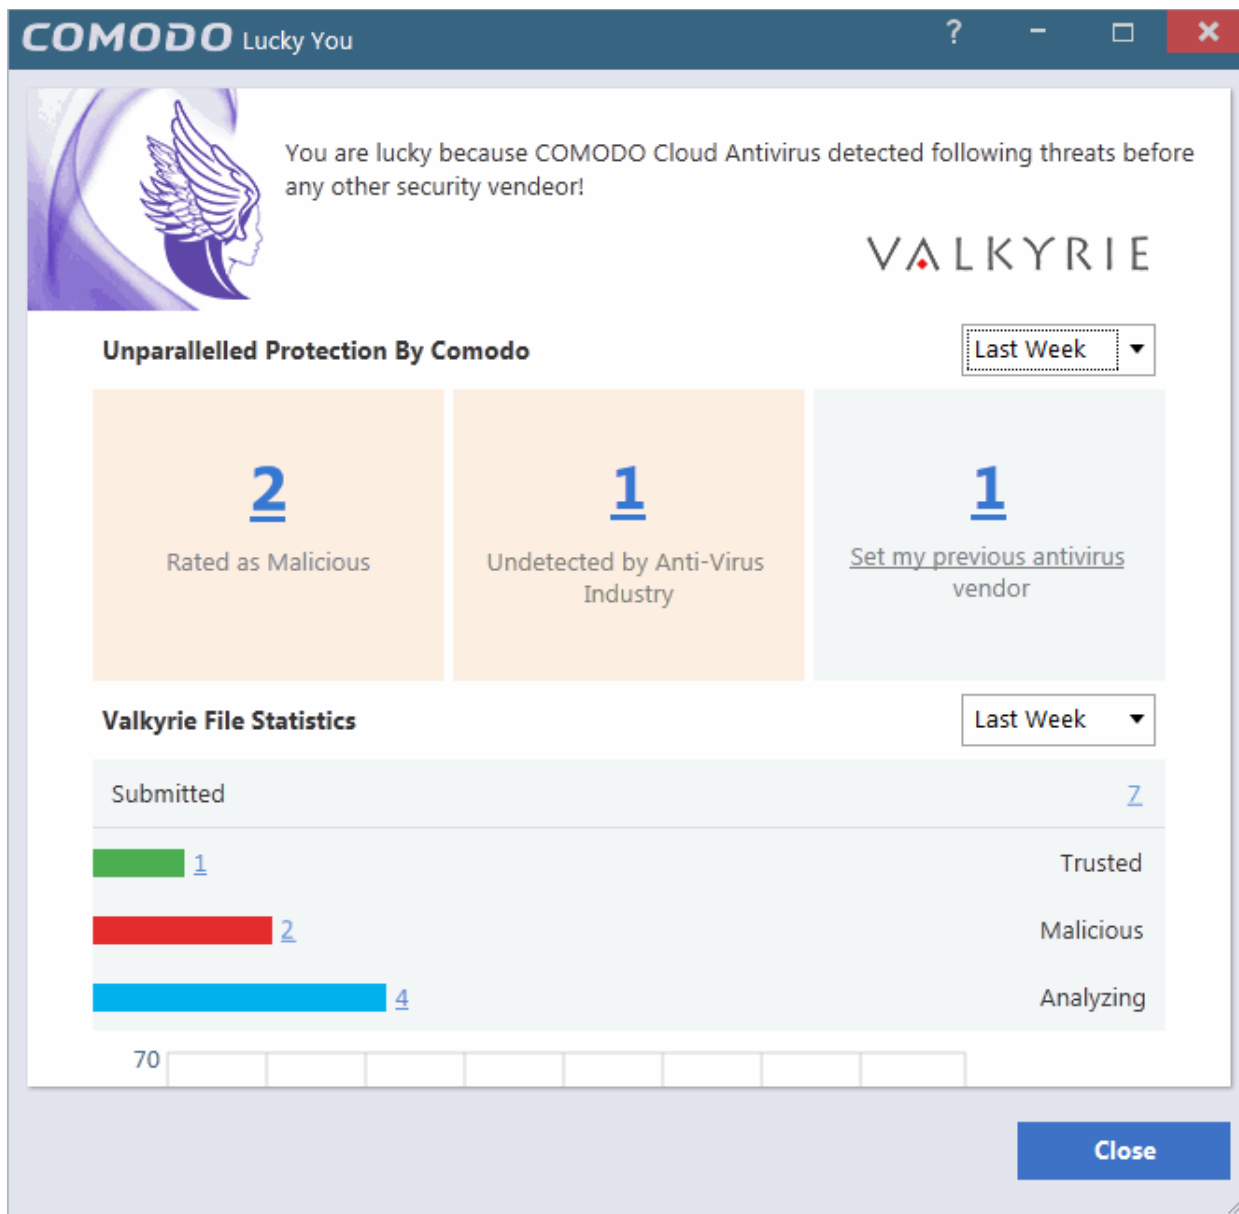 COMODO Lucky You ?
You are lucky because COMODO Cloud Antivirus detected following threats before
any other security vendeor!
VALKYRIE
Unparallelled Protection By Comodo Last Week
2 1 1
Rated as Malicious Undetected by Anti-Virus Set my previous antivirus
Industry vendor
Valkyrie File Statistics Last Week
Submitted 7
1 Trusted
2 Malicious
4 Analyzing
70
Close